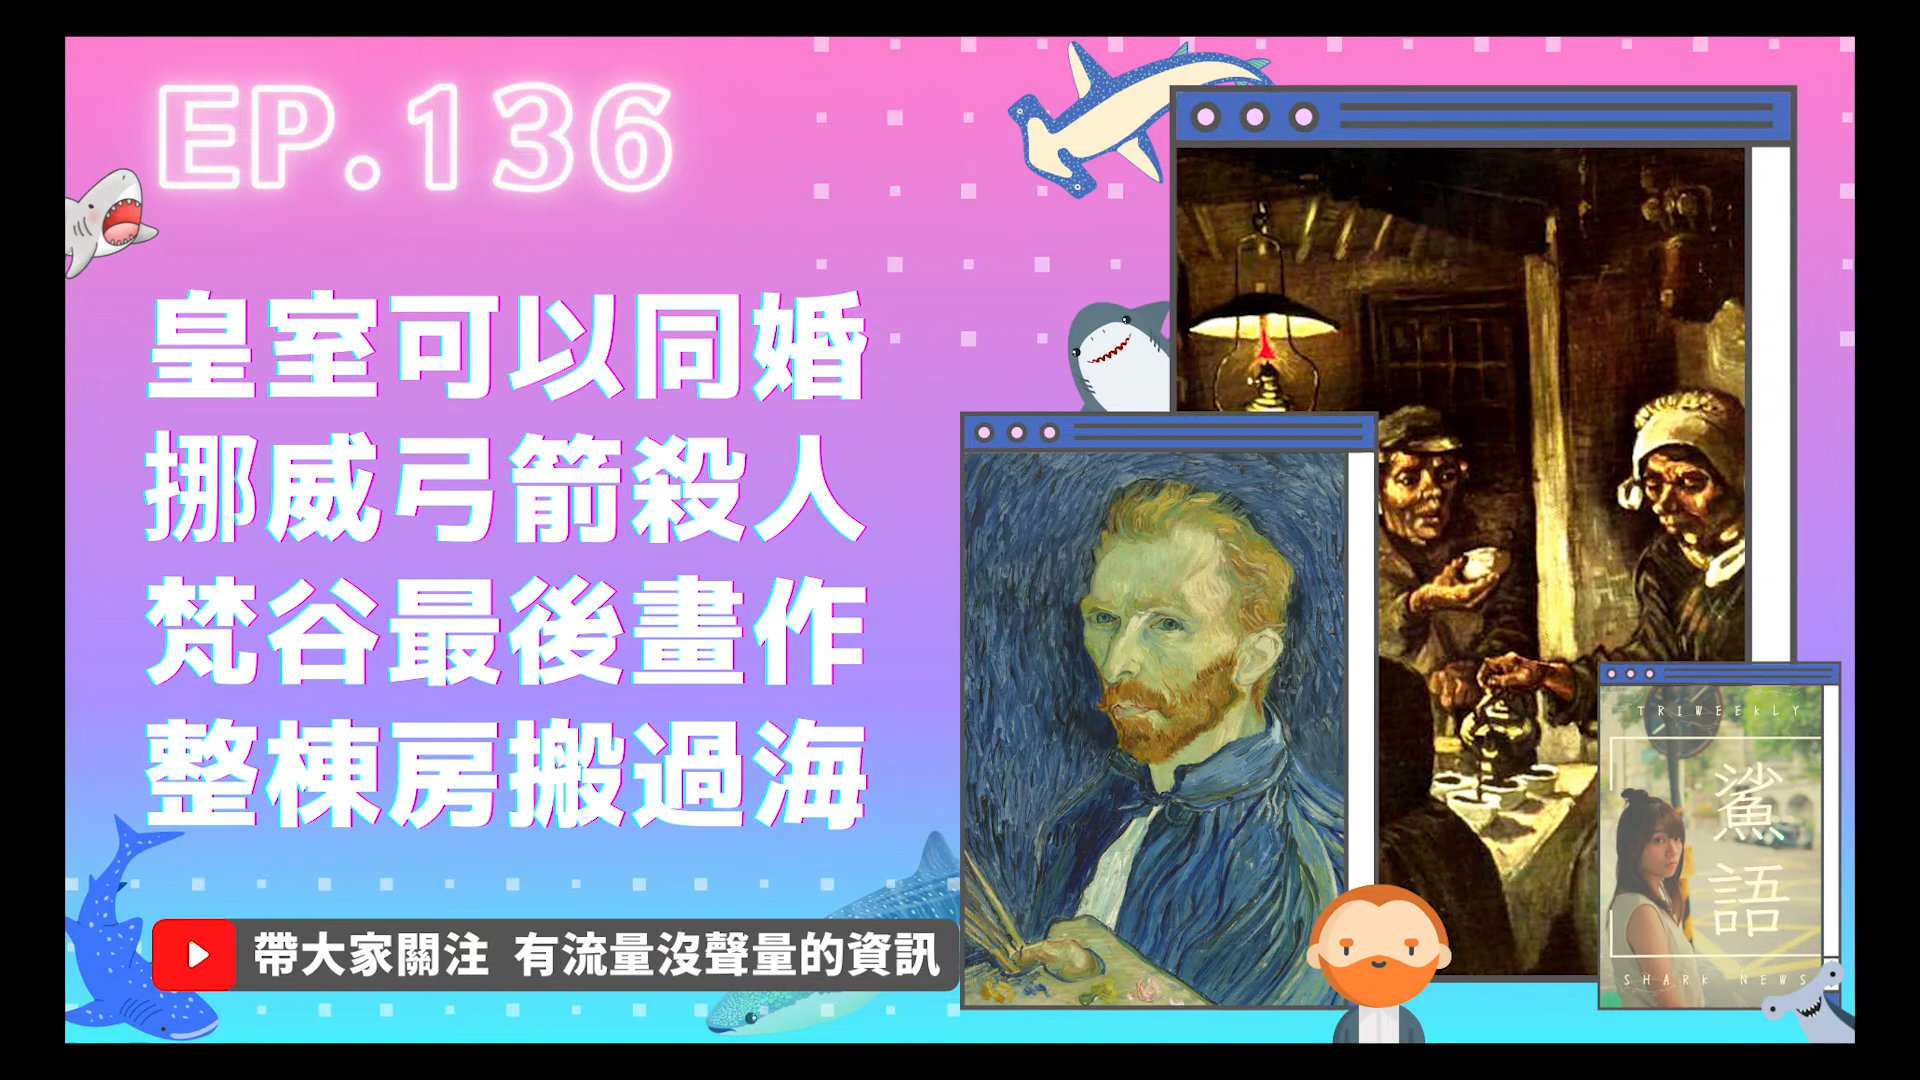 EP.136
皇室可以同婚
挪威弓箭殺人
梵谷最後畫作
整棟房搬過海
帶大家關注 有流量沒聲量的資訊
TRIWEEKLY
鯊語
SHARK NEWS